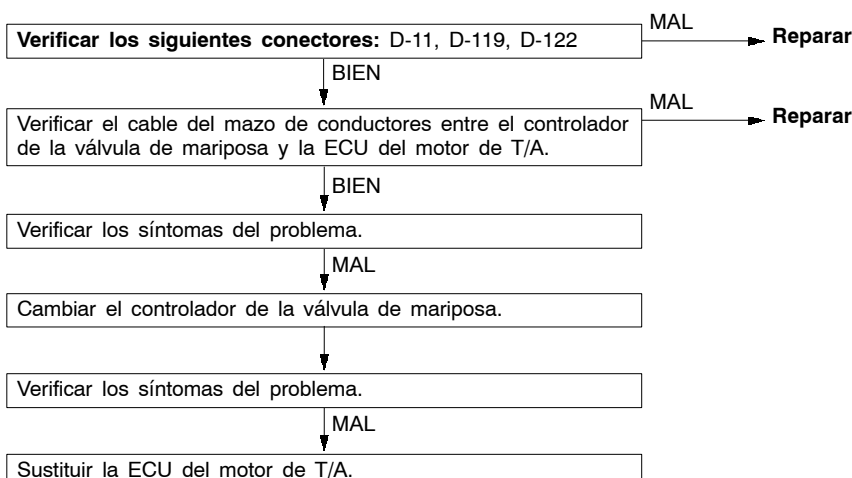 Verificar los siguientes conectores: D-11, D-119, D-122
MAL
Reparar
BIEN
Verificar el cable del mazo de conductores entre el controlador
de la válvula de mariposa y la ECU del motor de T/A.
MAL
Reparar
BIEN
Verificar los síntomas del problema.
MAL
Cambiar el controlador de la válvula de mariposa.
Verificar los síntomas del problema.
MAL
Sustituir la ECU del motor de T/A.